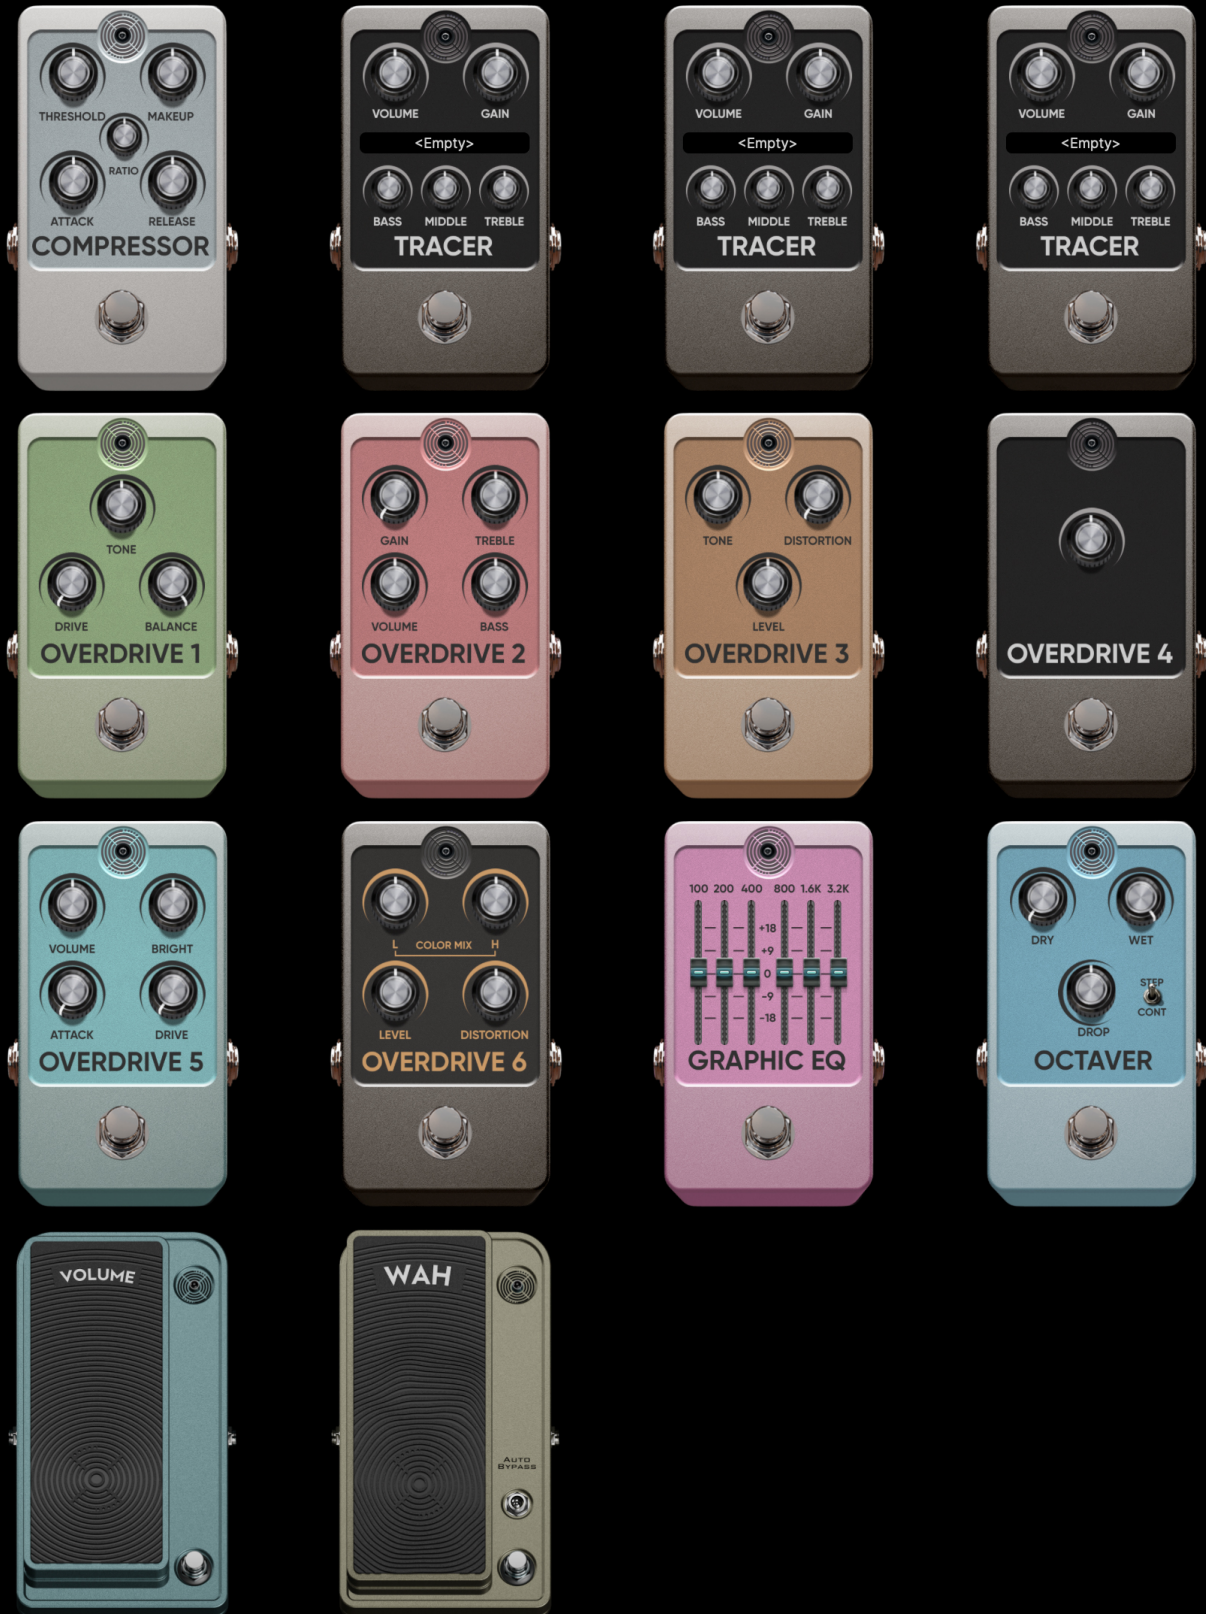 THRESHOLD MAKEUP
RATIO
ATTACK RELEASE
COMPRESSOR
VOLUME GAIN
<Empty>
BASS MIDDLE TREBLE
TRACER
VOLUME GAIN
<Empty>
BASS MIDDLE TREBLE
TRACER
VOLUME GAIN
<Empty>
BASS MIDDLE TREBLE
TRACER
TONE
DRIVE BALANCE
OVERDRIVE 1
GAIN TREBLE
VOLUME BASS
OVERDRIVE 2
TONE DISTORTION
LEVEL
OVERDRIVE 3
OVERDRIVE 4
VOLUME BRIGHT
ATTACK DRIVE
OVERDRIVE 5
L COLOR MIX H
LEVEL DISTORTION
OVERDRIVE 6
100 200 400 800 1.6K 3.2K
+18
+9
0
-9
-18
GRAPHIC EQ
DRY WET
STEP
CONT
DROP
OCTAVER
VOLUME
WAH
AUTO
BYPASS